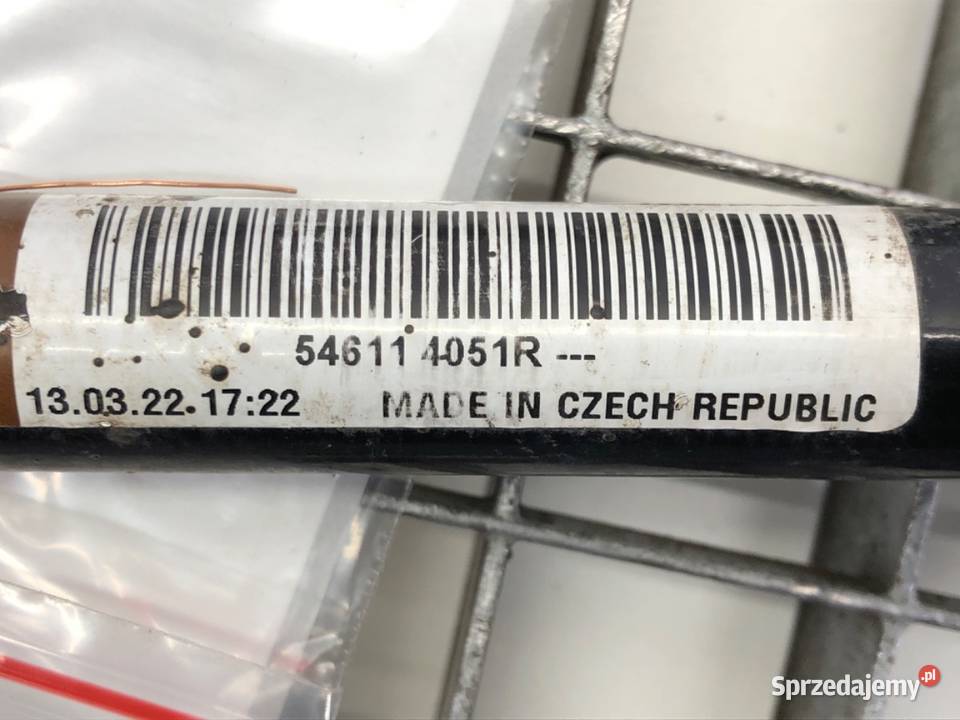 54611 4051R ---
13.03.22 17:22 MADE IN CZECH REPUBLIC
Sprzedajemy.pl